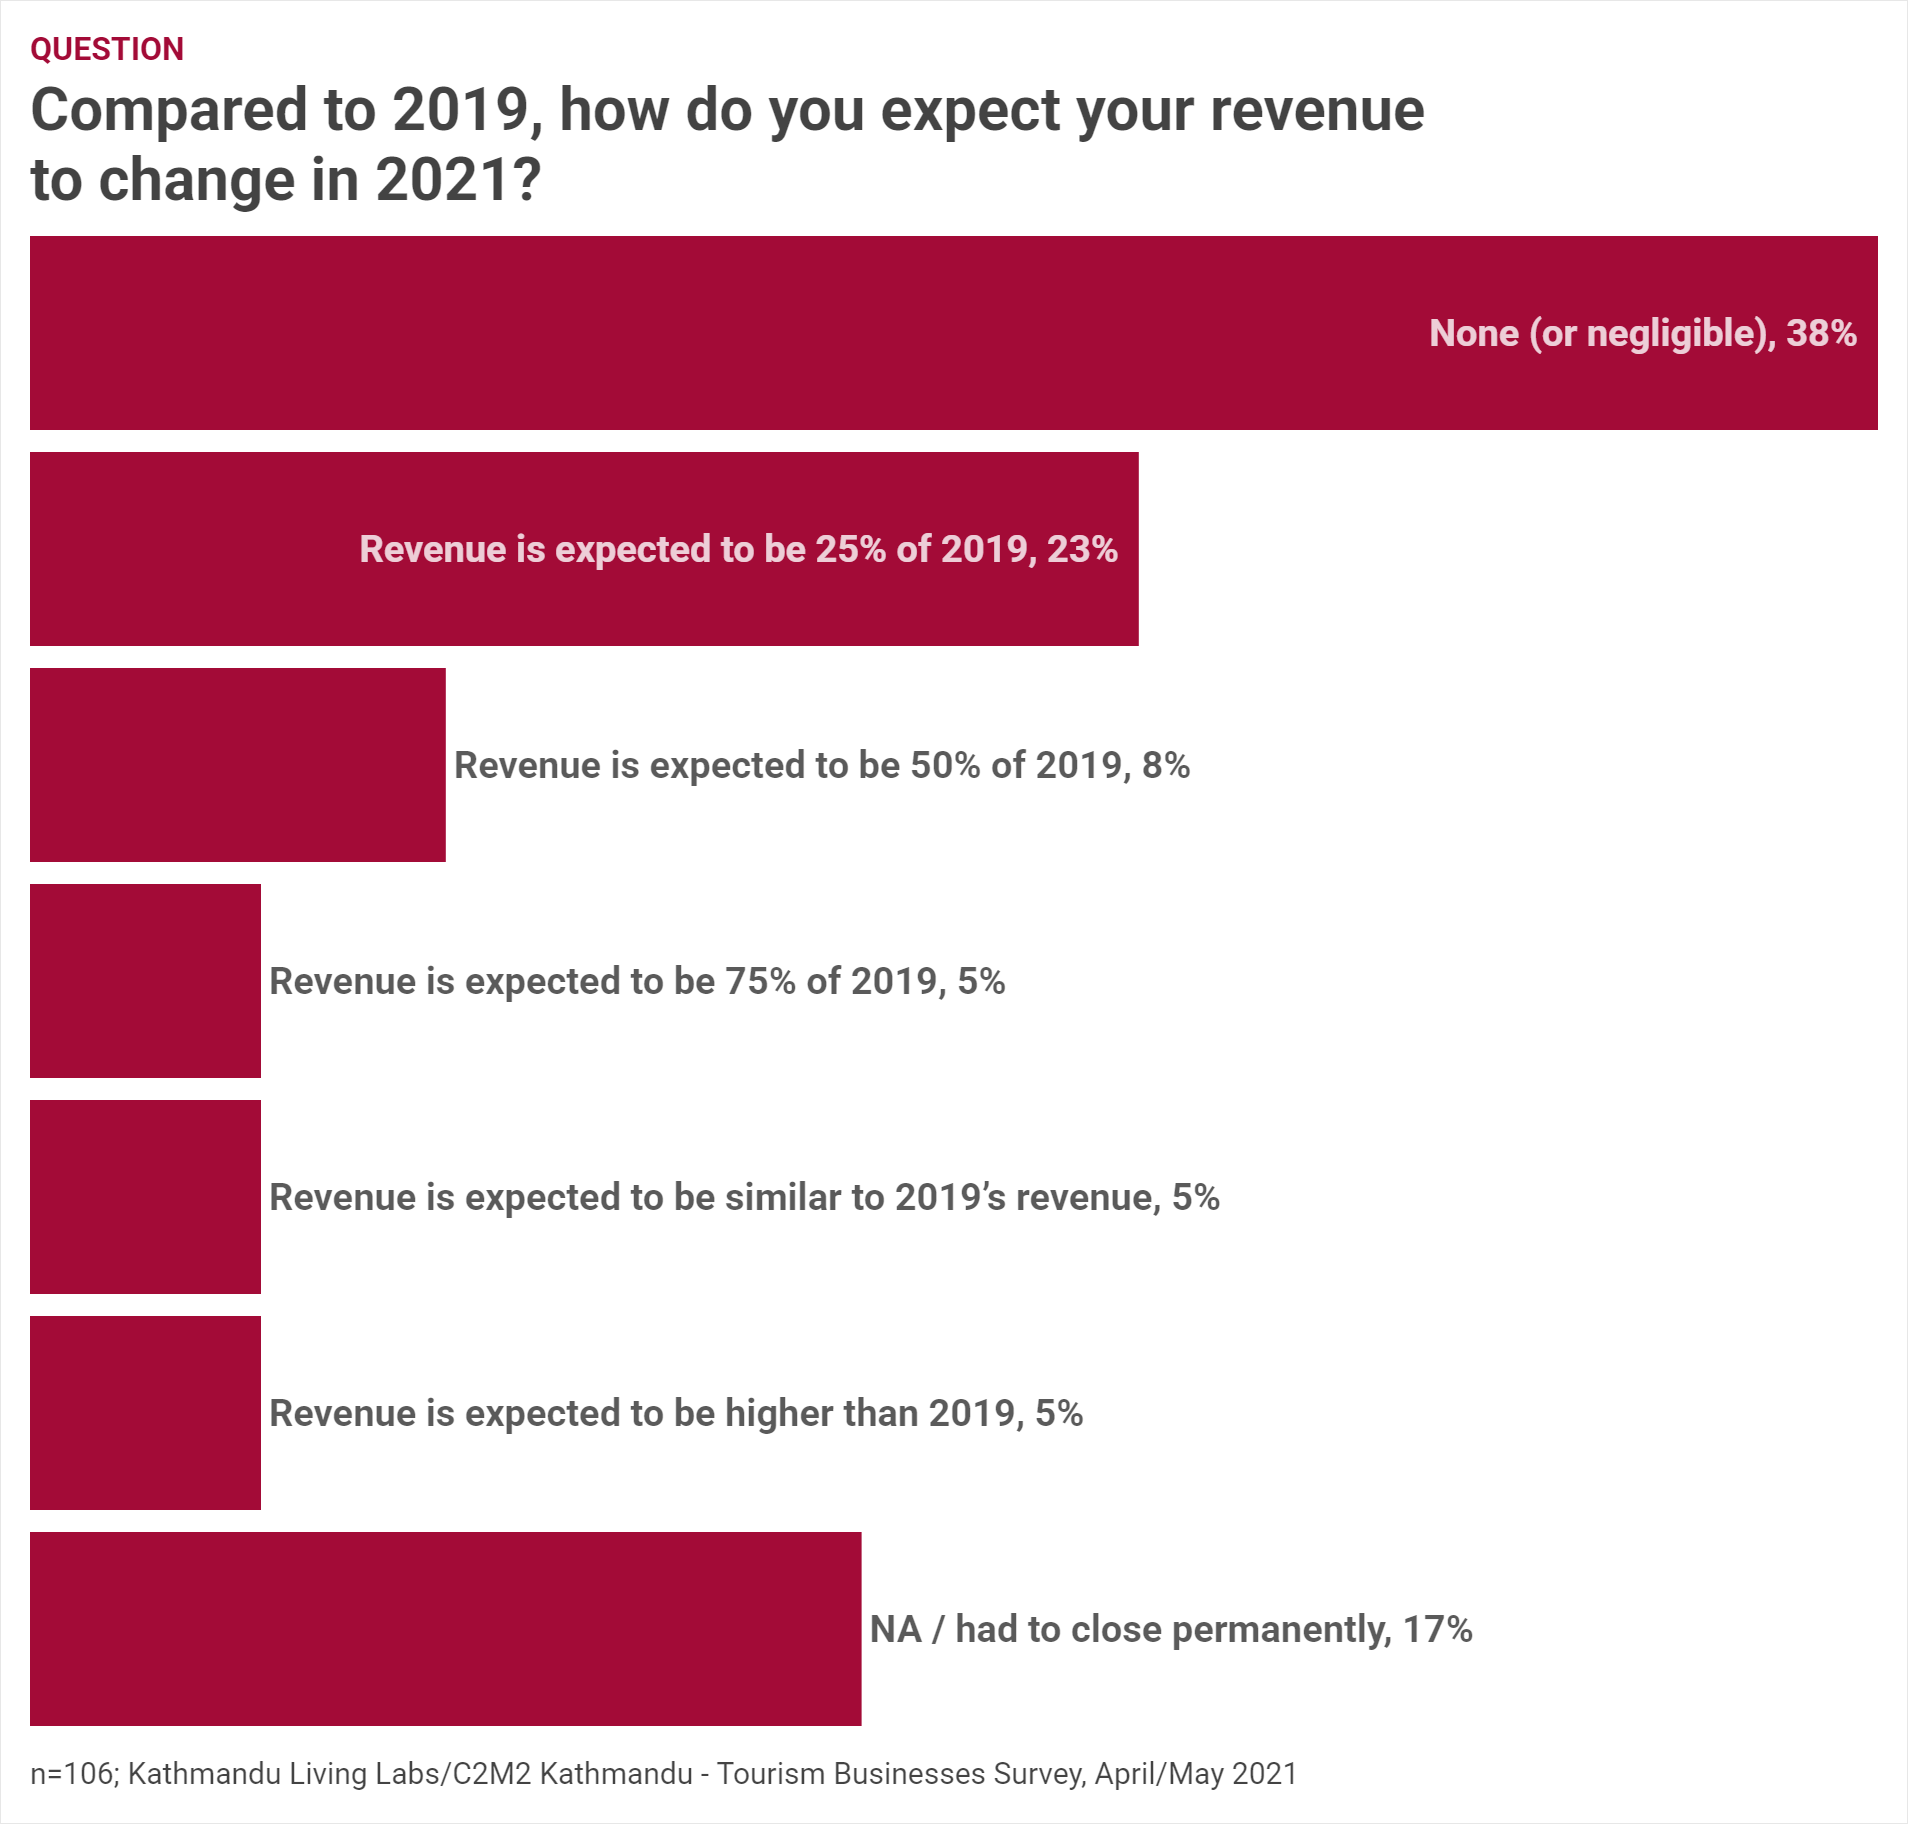 QUESTION
Compared to 2019, how do you expect your revenue
to change in 2021?
None (or negligible), 38%
Revenue is expected to be 25% of 2019, 23%
Revenue is expected to be 50% of 2019, 8%
Revenue is expected to be 75% of 2019, 5%
Revenue is expected to be similar to 2019’s revenue, 5%
Revenue is expected to be higher than 2019, 5%
NA / had to close permanently, 17%
n=106; Kathmandu Living Labs/C2M2 Kathmandu - Tourism Businesses Survey, April/May 2021